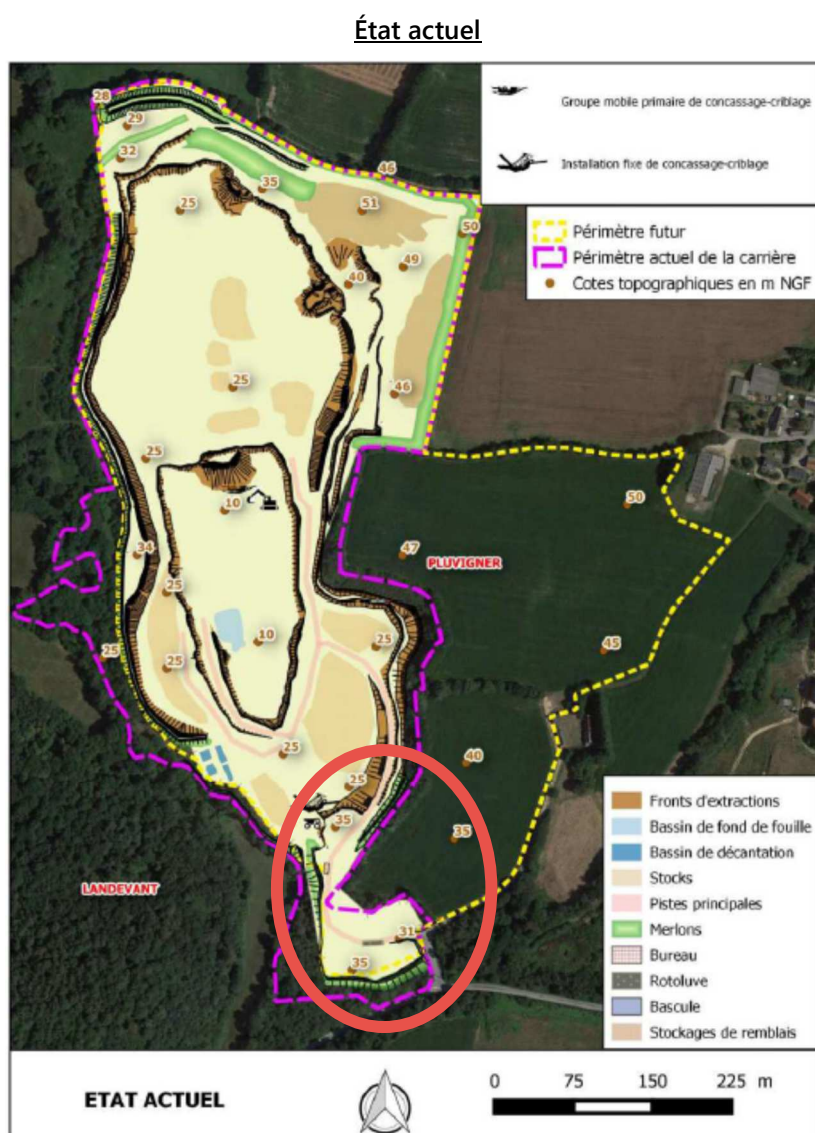 État actuel
Groupe mobile primaire de concassage-criblage
Installation fixe de concassage-criblage
Périmètre futur
Périmètre actuel de la carrière
Cotes topographiques en m NGF
28
29
32
46
35
25
51
50
49
40
25
46
25
10
50
34
47
PLUVIGNER
25
10
25
45
25
25
25
40
25
35
35
LANDEVANT
31
35
Fronts d'extractions
Bassin de fond de fouille
Bassin de décantation
Stocks
Pistes principales
Merlons
Bureau
Rotoluve
Bascule
Stockages de remblais
ETAT ACTUEL
0 75 150 225 m